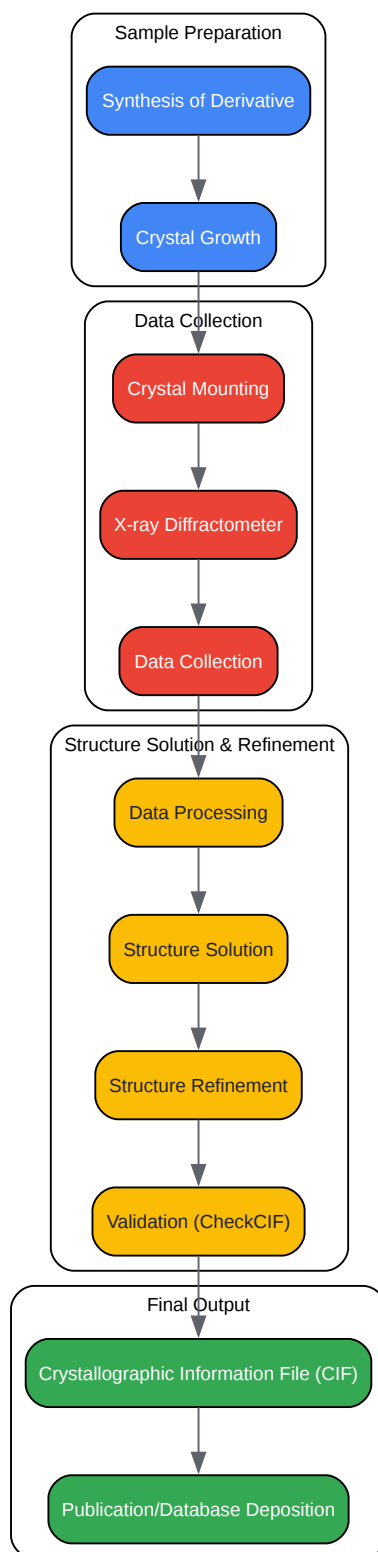 Sample Preparation
Synthesis of Derivative
Crystal Growth
Data Collection
Crystal Mounting
X-ray Diffractometer
Data Collection
Structure Solution & Refinement
Data Processing
Structure Solution
Structure Refinement
Validation (CheckCIF)
Final Output
Crystallographic Information File (CIF)
Publication/Database Deposition